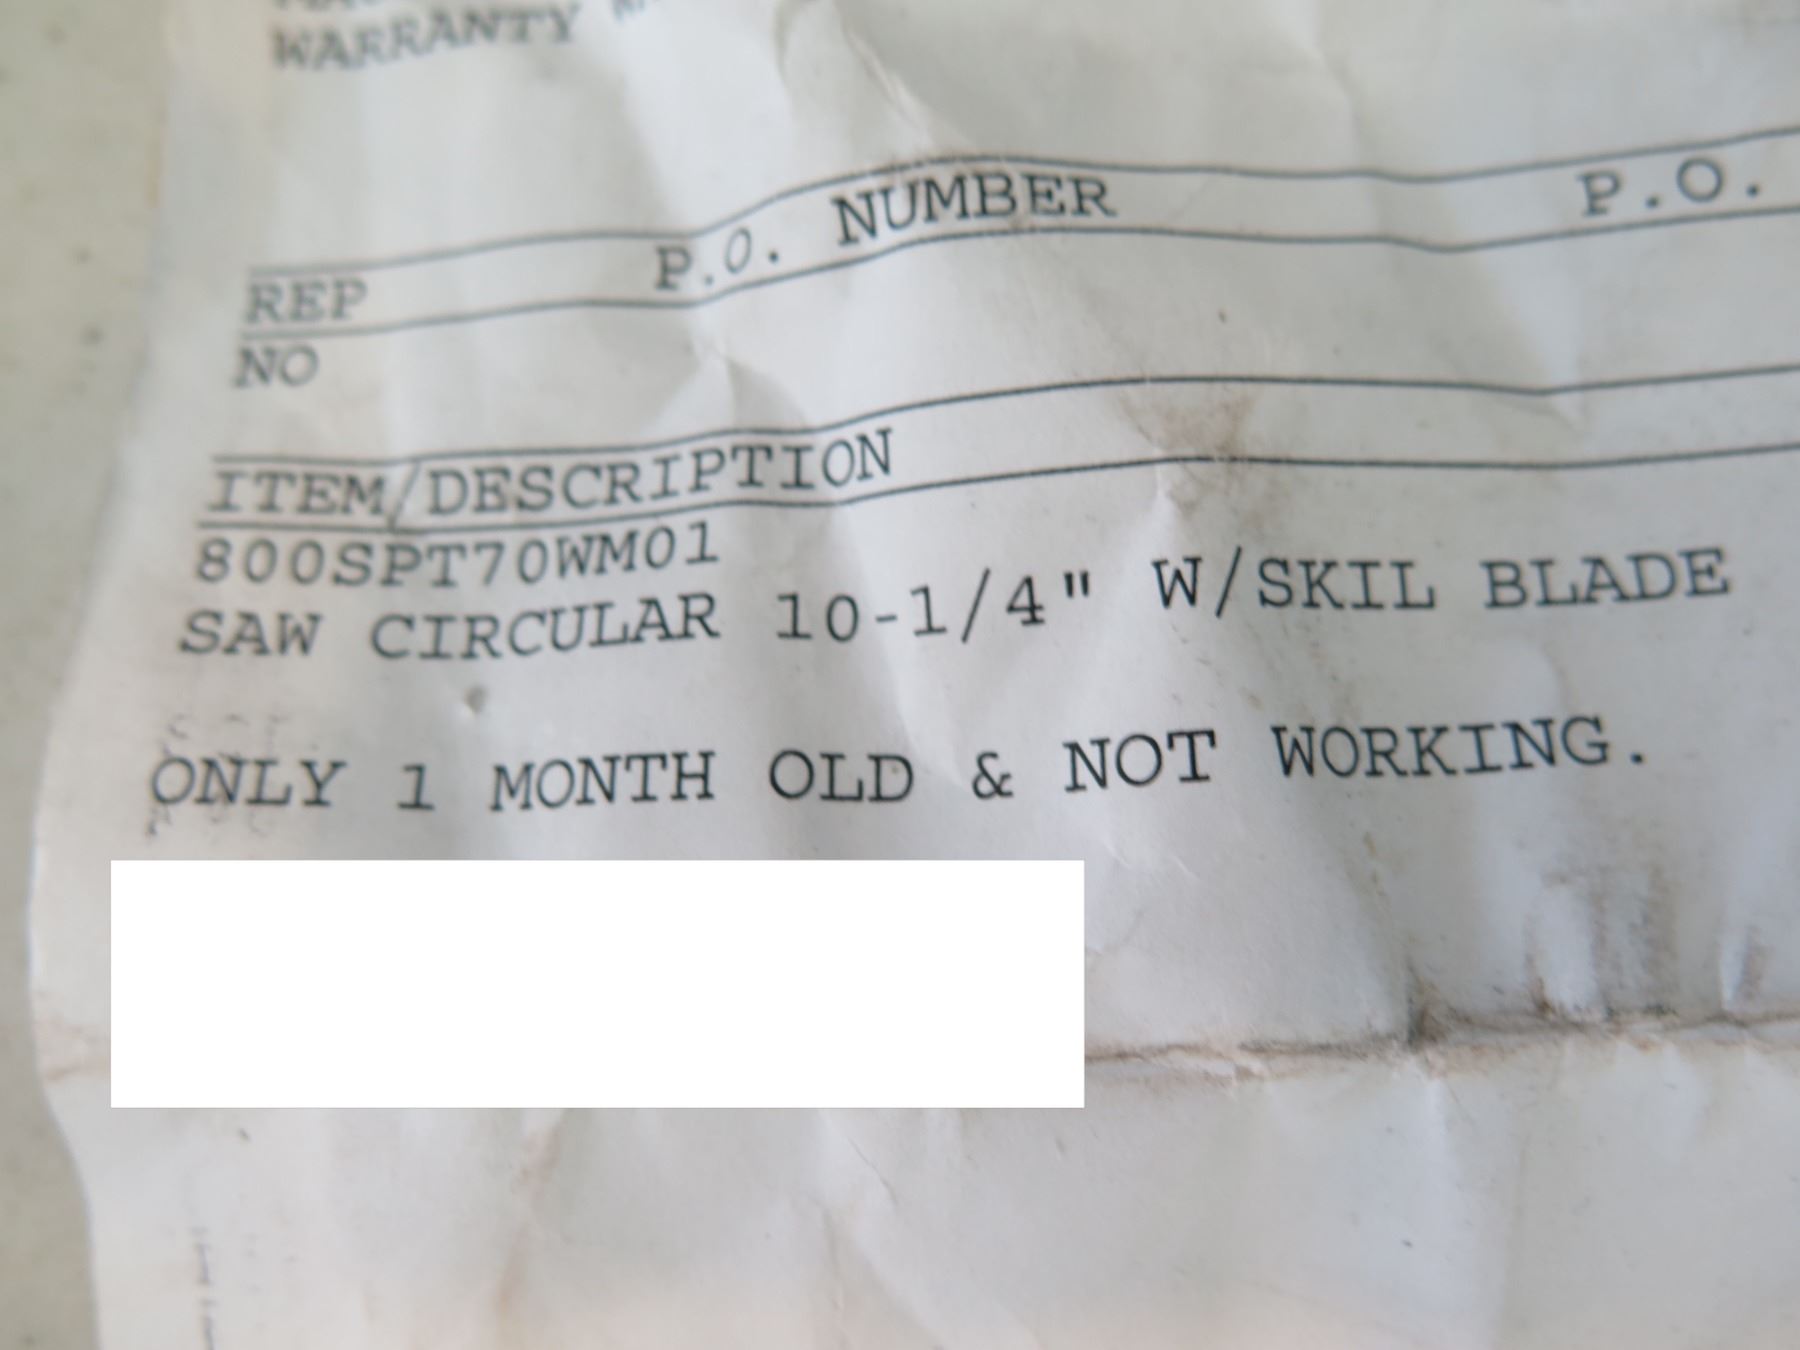 WARRANTY
REP P.O. NUMBER P.O.
NO
ITEM/DESCRIPTION
800SPT70WM01
SAW CIRCULAR 10-1/4" W/SKIL BLADE
ONLY 1 MONTH OLD & NOT WORKING.